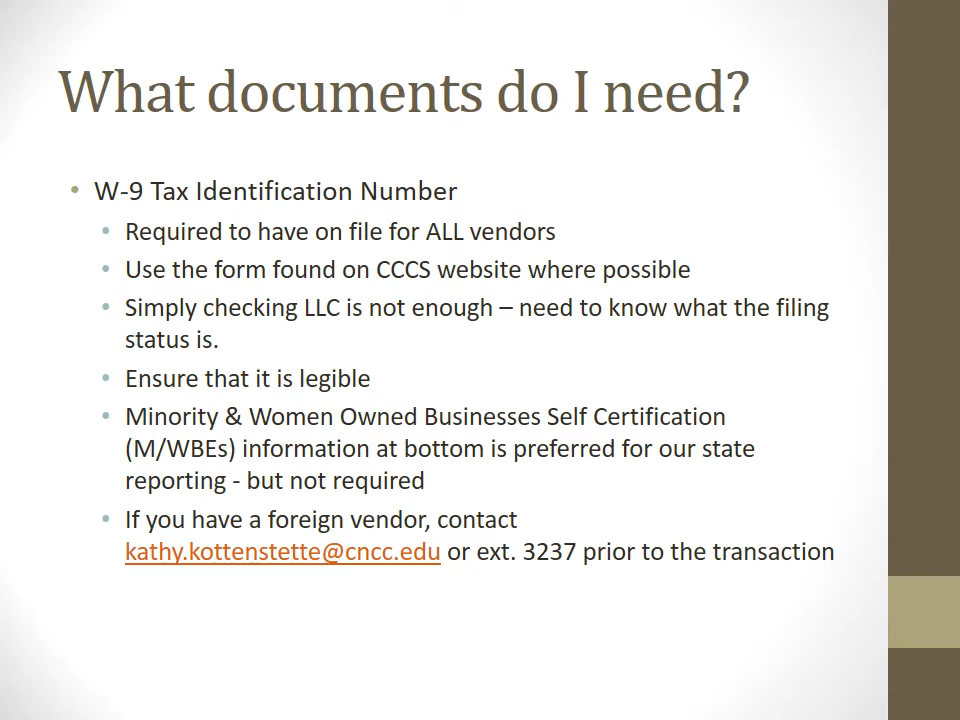 What documents do I need?
• W-9 Tax Identification Number
• Required to have on file for ALL vendors
• Use the form found on CCCS website where possible
• Simply checking LLC is not enough – need to know what the filing
status is.
• Ensure that it is legible
• Minority & Women Owned Businesses Self Certification
(M/WBEs) information at bottom is preferred for our state
reporting - but not required
• If you have a foreign vendor, contact
kathy.kottenstette@cncc.edu or ext. 3237 prior to the transaction